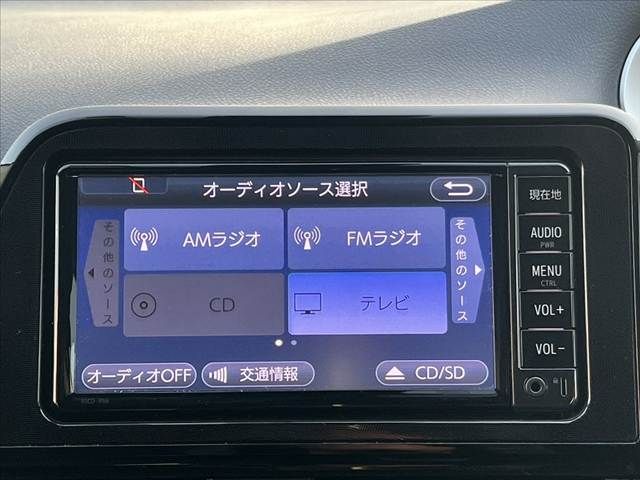 オーディオソース選択
その他のソース
AMラジオ
FMラジオ
その他のソース
CD
テレビ
オーディオOFF
交通情報
CD/SD
現在地
AUDIO
PWR
MENU
CTRL
VOL+
VOL-